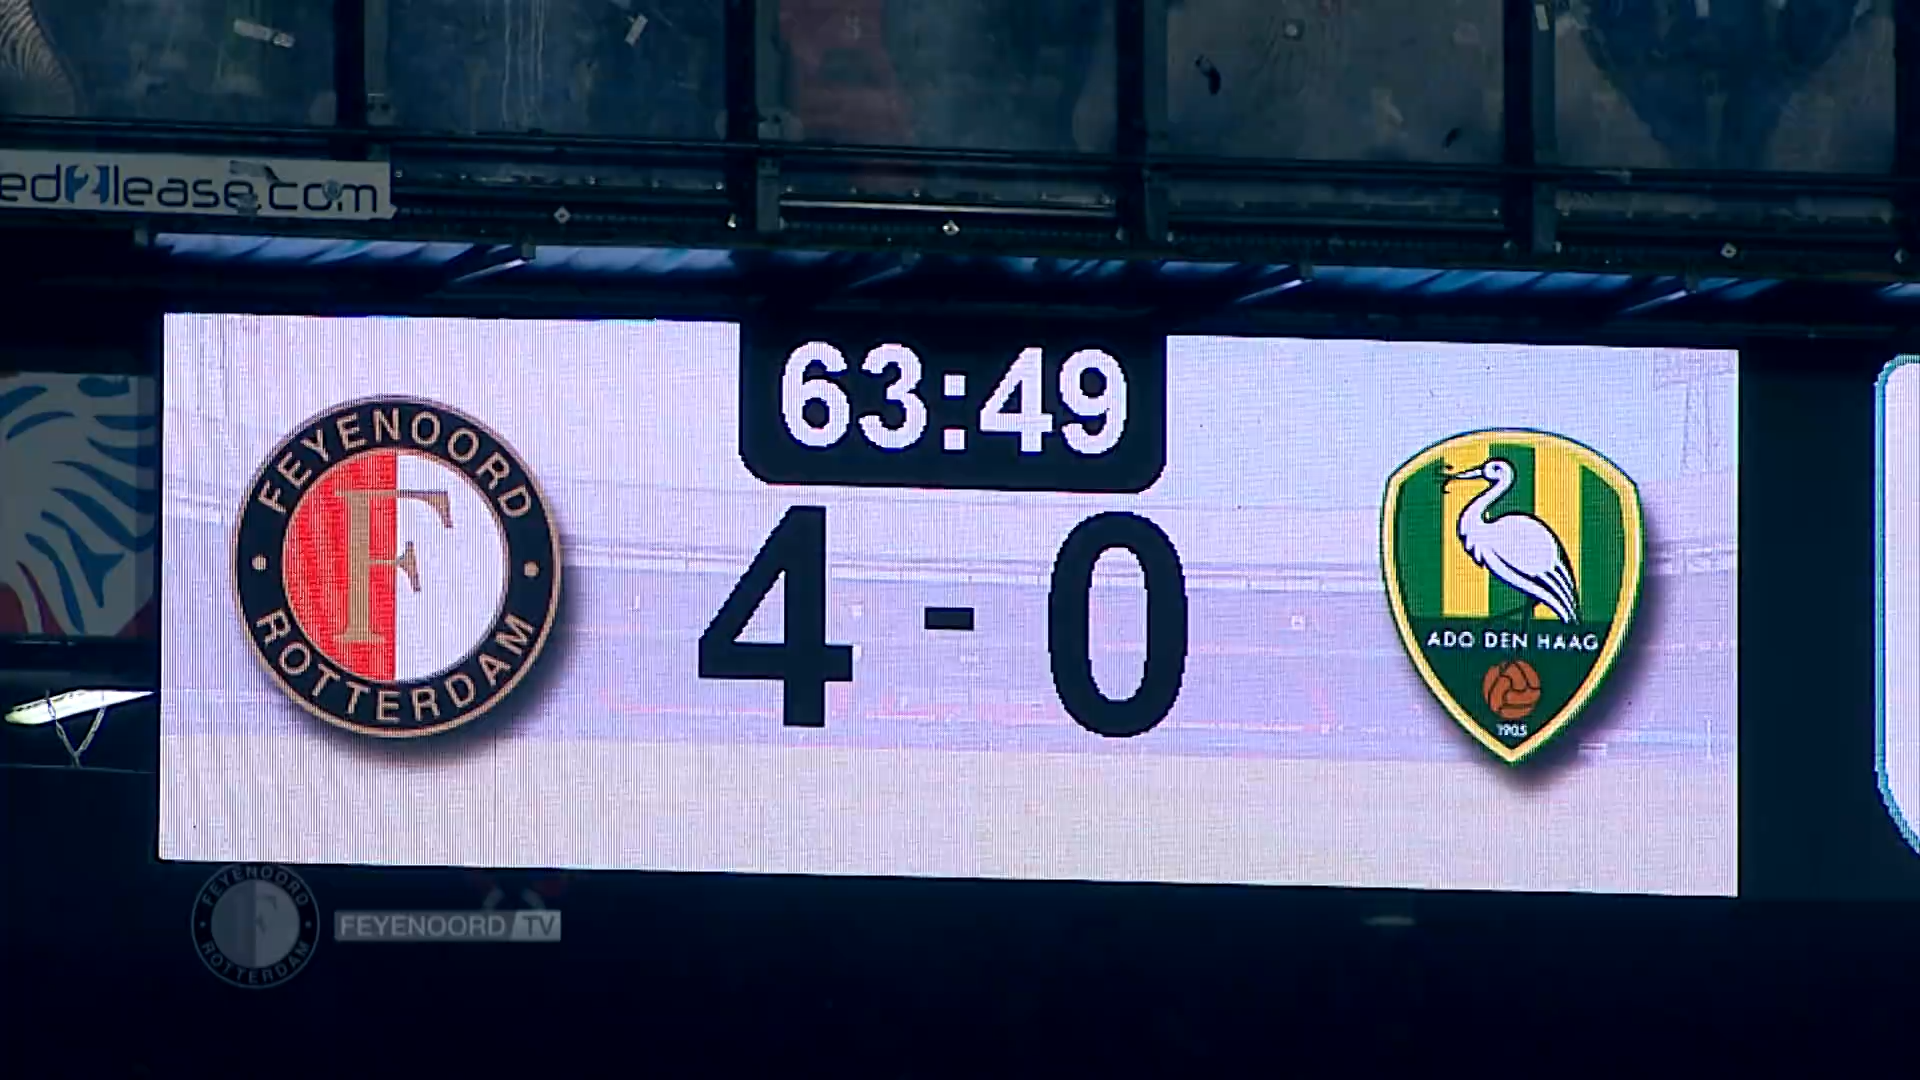 ed2lease.com
63:49
4 - 0
FEYENOORD
F
ROTTERDAM
ADO DEN HAAG
1905
FEYENOORD
F
ROTTERDAM
FEYENOORD TV